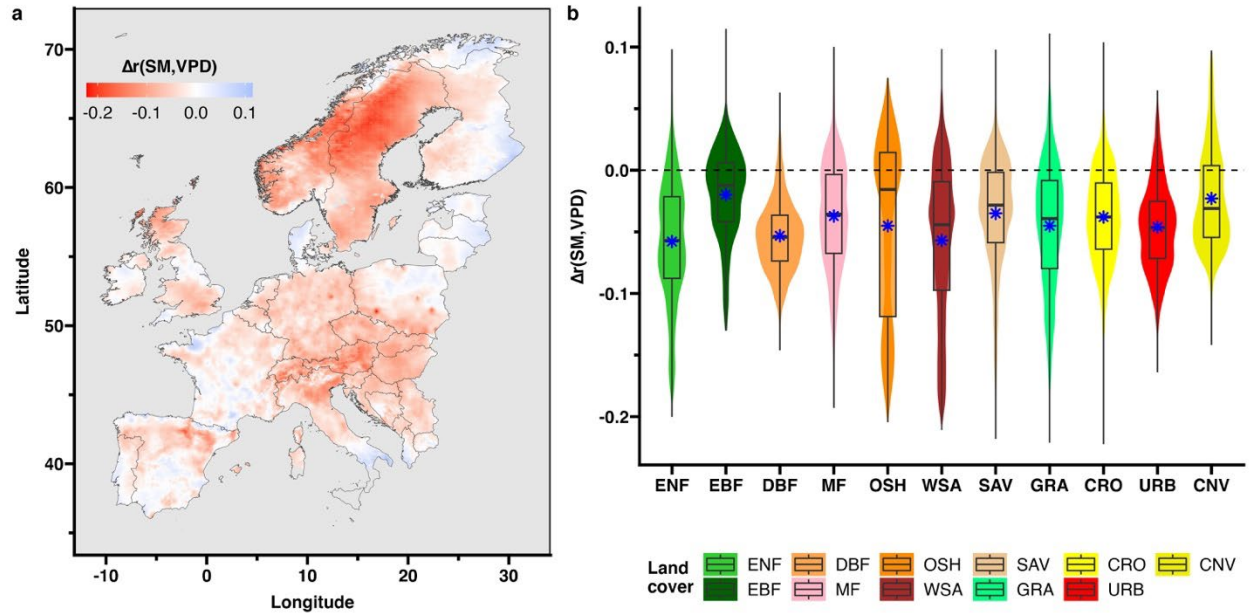 a
Δr(SM,VPD)
-0.2 -0.1 0.0 0.1
70
60
50
40
Latitude
-10 0 10 20 30
Longitude
b
0.1
0.0
-0.1
-0.2
Δr(SM,VPD)
ENF EBF DBF MF OSH WSA SAV GRA CRO URB CNV
Land cover
ENF DBF OSH SAV CRO CNV
EBF MF WSA GRA URB